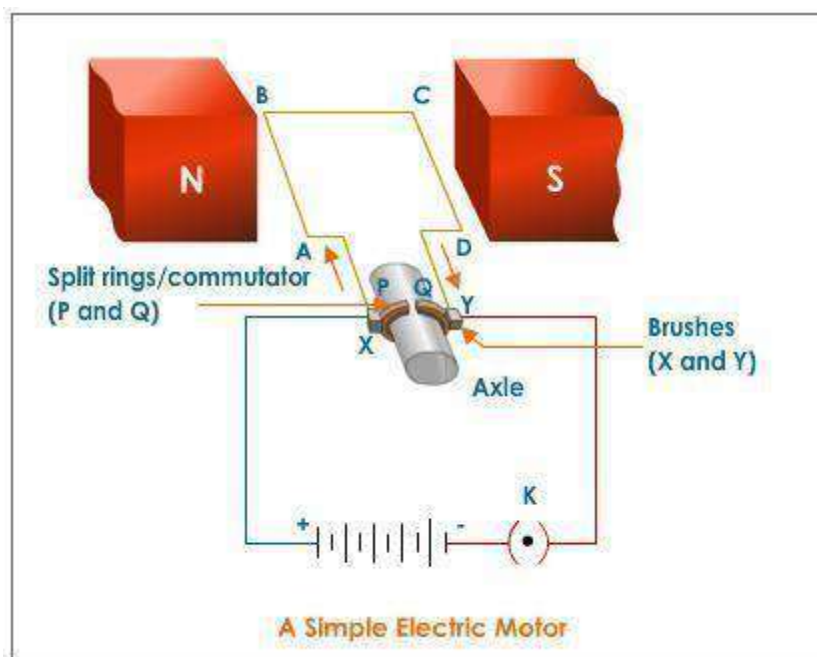 B
C
N
S
A
D
Split rings/commutator
(P and Q)
P
Q
Y
X
Brushes
(X and Y)
Axle
K
+
-
A Simple Electric Motor